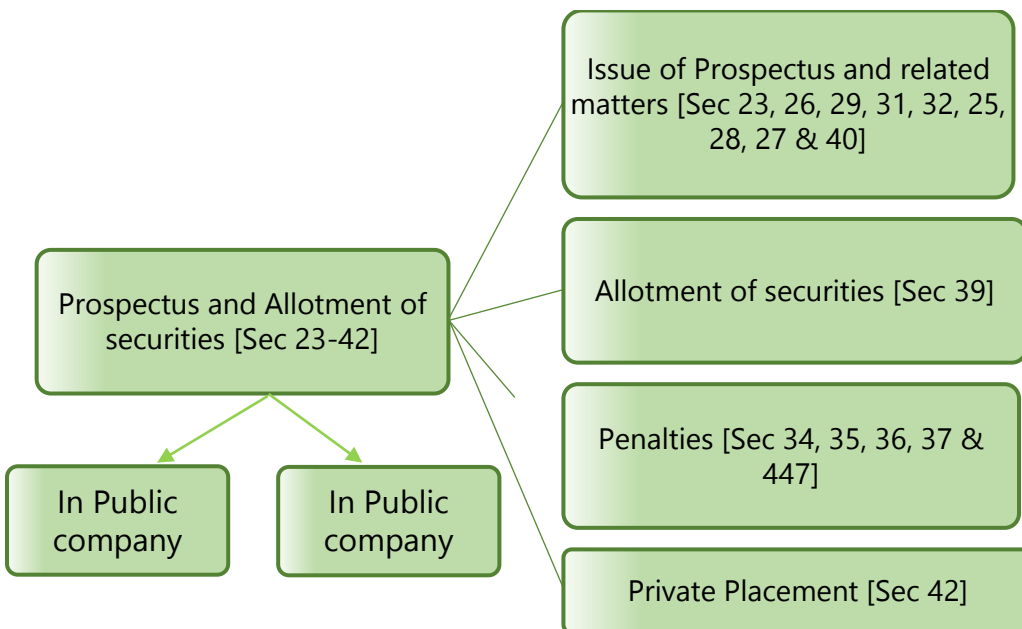 Issue of Prospectus and related
matters [Sec 23, 26, 29, 31, 32, 25,
28, 27 & 40]
Prospectus and Allotment of
securities [Sec 23-42]
Allotment of securities [Sec 39]
Penalties [Sec 34, 35, 36, 37 &
447]
In Public
company
In Public
company
Private Placement [Sec 42]